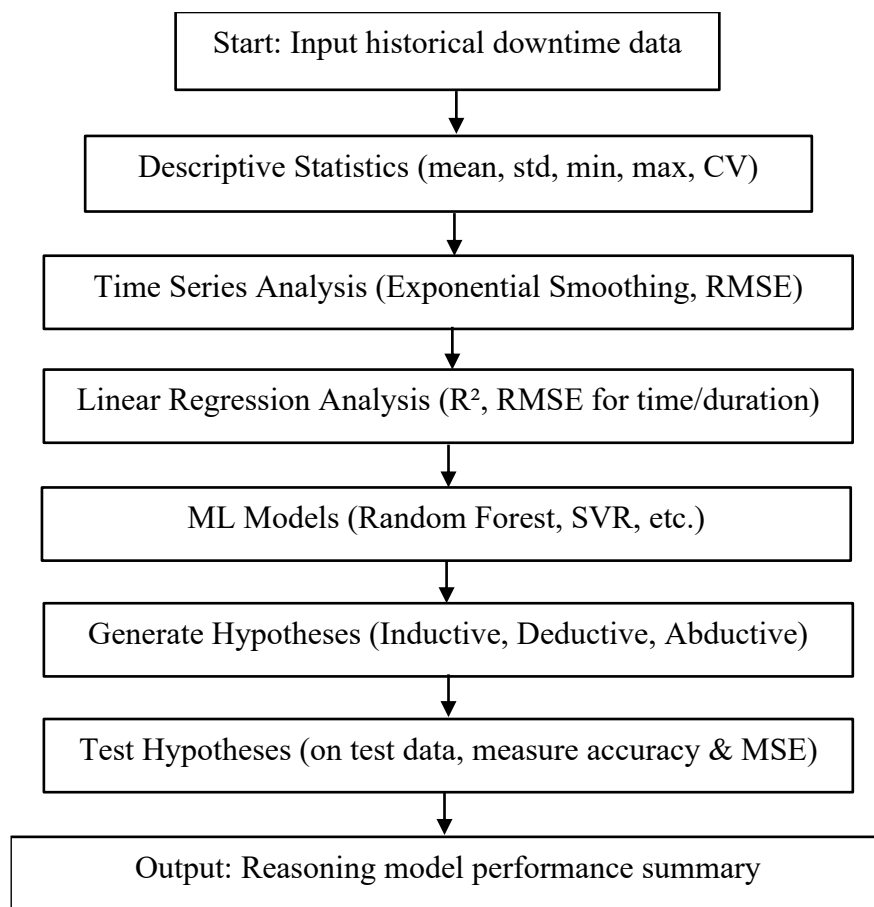 Start: Input historical downtime data
Descriptive Statistics (mean, std, min, max, CV)
Time Series Analysis (Exponential Smoothing, RMSE)
Linear Regression Analysis (R², RMSE for time/duration)
ML Models (Random Forest, SVR, etc.)
Generate Hypotheses (Inductive, Deductive, Abductive)
Test Hypotheses (on test data, measure accuracy & MSE)
Output: Reasoning model performance summary